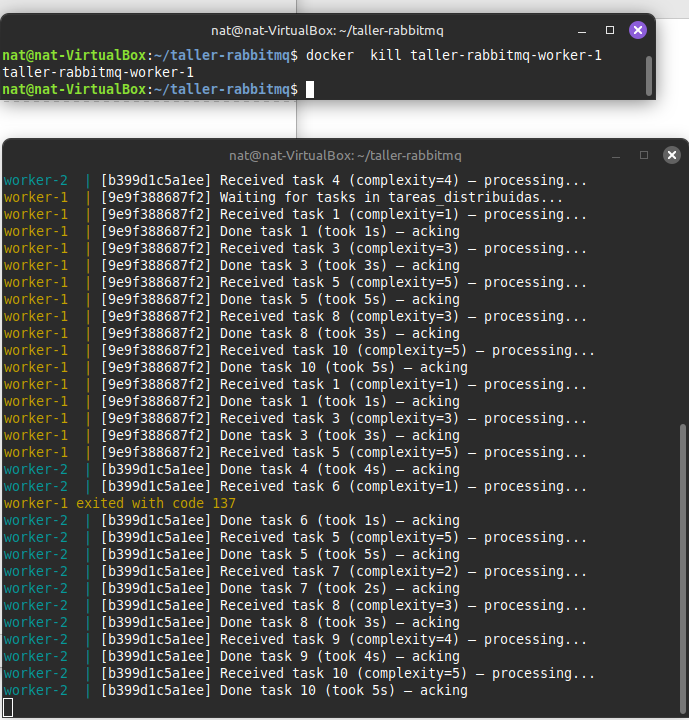 nat@nat-VirtualBox: ~/taller-rabbitmq
nat@nat-VirtualBox:~/taller-rabbitmq$ docker  kill taller-rabbitmq-worker-1
taller-rabbitmq-worker-1
nat@nat-VirtualBox:~/taller-rabbitmq$
nat@nat-VirtualBox: ~/taller-rabbitmq
worker-2  | [b399d1c5a1ee] Received task 4 (complexity=4) — processing...
worker-1  | [9e9f388687f2] Waiting for tasks in tareas_distribuidas...
worker-1  | [9e9f388687f2] Received task 1 (complexity=1) — processing...
worker-1  | [9e9f388687f2] Done task 1 (took 1s) — acking
worker-1  | [9e9f388687f2] Received task 3 (complexity=3) — processing...
worker-1  | [9e9f388687f2] Done task 3 (took 3s) — acking
worker-1  | [9e9f388687f2] Received task 5 (complexity=5) — processing...
worker-1  | [9e9f388687f2] Done task 5 (took 5s) — acking
worker-1  | [9e9f388687f2] Received task 8 (complexity=3) — processing...
worker-1  | [9e9f388687f2] Done task 8 (took 3s) — acking
worker-1  | [9e9f388687f2] Received task 10 (complexity=5) — processing...
worker-1  | [9e9f388687f2] Done task 10 (took 5s) — acking
worker-1  | [9e9f388687f2] Received task 1 (complexity=1) — processing...
worker-1  | [9e9f388687f2] Done task 1 (took 1s) — acking
worker-1  | [9e9f388687f2] Received task 3 (complexity=3) — processing...
worker-1  | [9e9f388687f2] Done task 3 (took 3s) — acking
worker-1  | [9e9f388687f2] Received task 5 (complexity=5) — processing...
worker-2  | [b399d1c5a1ee] Done task 4 (took 4s) — acking
worker-2  | [b399d1c5a1ee] Received task 6 (complexity=1) — processing...
worker-1 exited with code 137
worker-2  | [b399d1c5a1ee] Done task 6 (took 1s) — acking
worker-2  | [b399d1c5a1ee] Received task 5 (complexity=5) — processing...
worker-2  | [b399d1c5a1ee] Done task 5 (took 5s) — acking
worker-2  | [b399d1c5a1ee] Received task 7 (complexity=2) — processing...
worker-2  | [b399d1c5a1ee] Done task 7 (took 2s) — acking
worker-2  | [b399d1c5a1ee] Received task 8 (complexity=3) — processing...
worker-2  | [b399d1c5a1ee] Done task 8 (took 3s) — acking
worker-2  | [b399d1c5a1ee] Received task 9 (complexity=4) — processing...
worker-2  | [b399d1c5a1ee] Done task 9 (took 4s) — acking
worker-2  | [b399d1c5a1ee] Received task 10 (complexity=5) — processing...
worker-2  | [b399d1c5a1ee] Done task 10 (took 5s) — acking